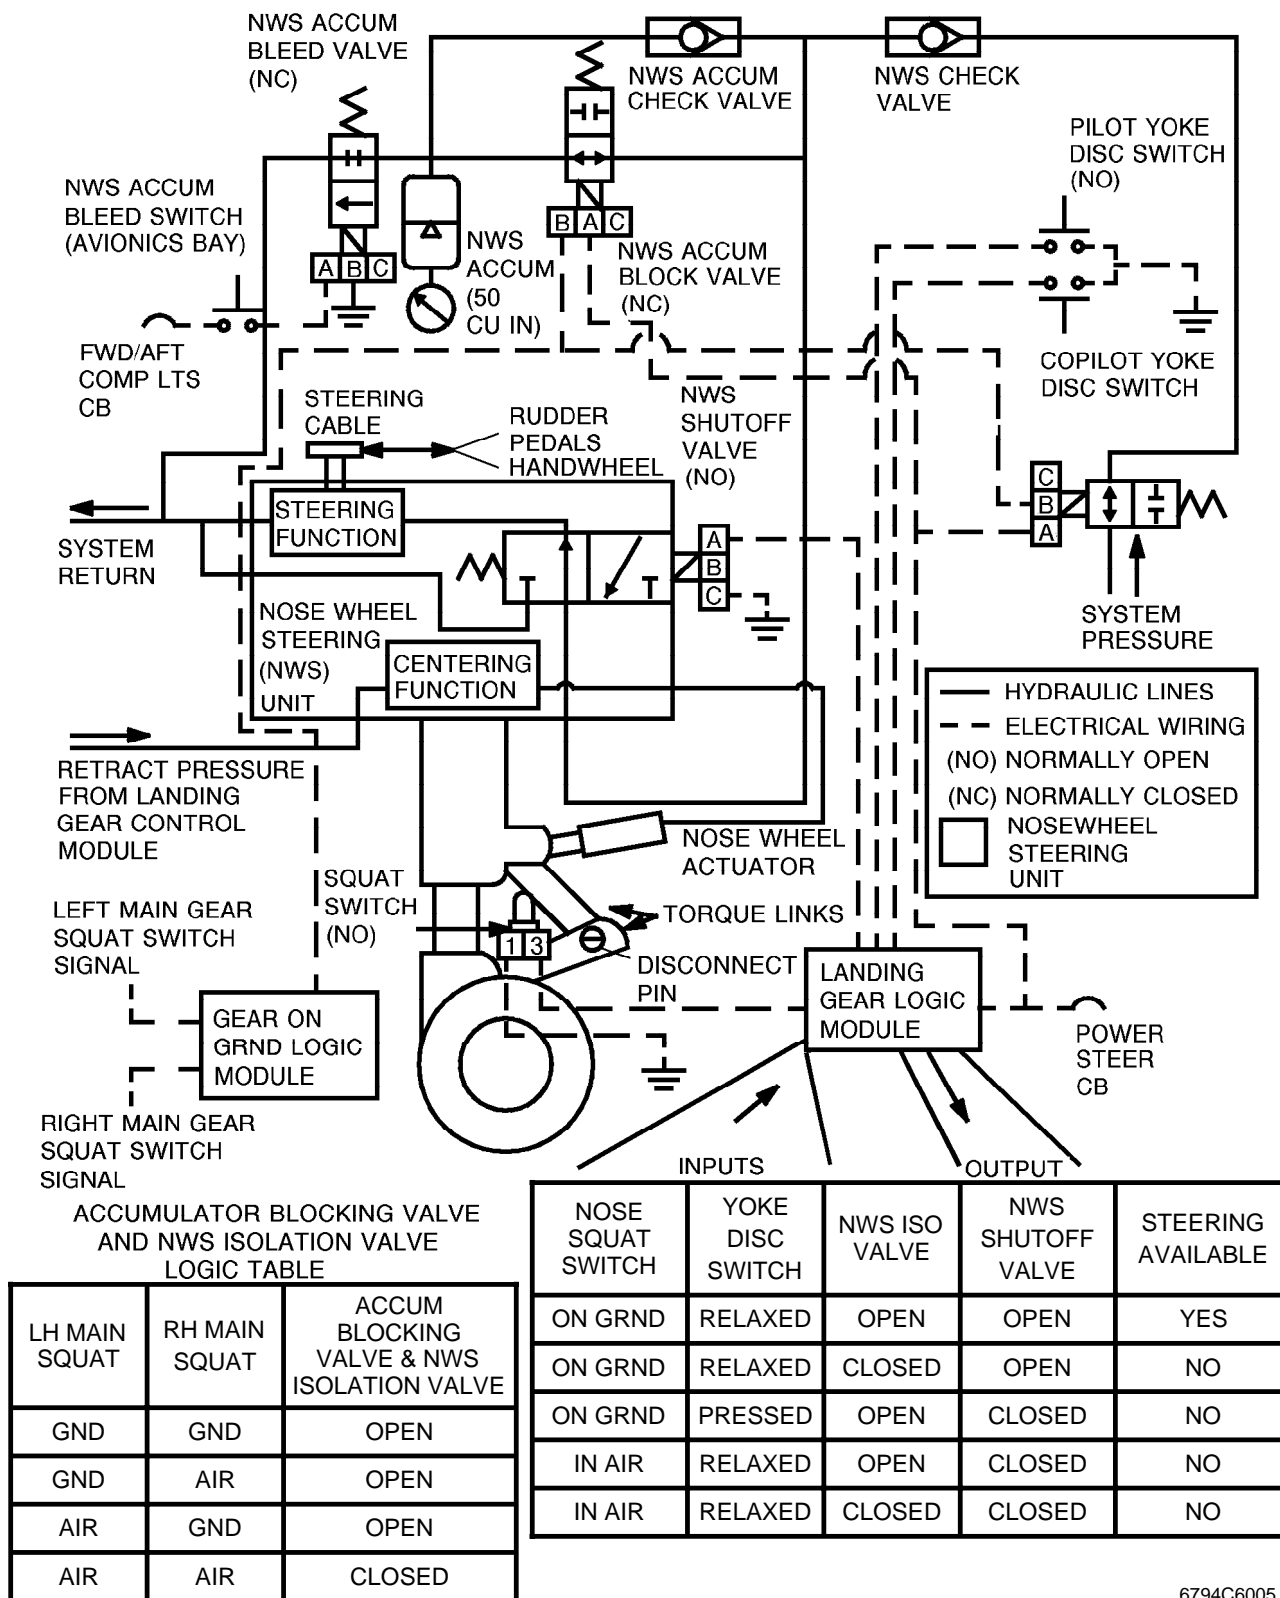 NWS ACCUM
BLEED VALVE
(NC)
NWS ACCUM
CHECK VALVE
NWS CHECK
VALVE
PILOT YOKE
DISC SWITCH
(NO)
NWS ACCUM
BLEED SWITCH
(AVIONICS BAY)
A B C
B A C
NWS
ACCUM
(50
CU IN)
NWS ACCUM
BLOCK VALVE
(NC)
FWD/AFT
COMP LTS
CB
COPILOT YOKE
DISC SWITCH
STEERING
CABLE
RUDDER
PEDALS
HANDWHEEL
NWS
SHUTOFF
VALVE
(NO)
C
B
A
STEERING
FUNCTION
SYSTEM
RETURN
A
B
C
SYSTEM
PRESSURE
NOSE WHEEL
STEERING
(NWS)
UNIT
CENTERING
FUNCTION
HYDRAULIC LINES
ELECTRICAL WIRING
(NO) NORMALLY OPEN
(NC) NORMALLY CLOSED
NOSEWHEEL
STEERING
UNIT
RETRACT PRESSURE
FROM LANDING
GEAR CONTROL
MODULE
NOSE WHEEL
ACTUATOR
SQUAT
SWITCH
(NO)
TORQUE LINKS
1 3
DISCONNECT
PIN
LEFT MAIN GEAR
SQUAT SWITCH
SIGNAL
GEAR ON
GRND LOGIC
MODULE
LANDING
GEAR LOGIC
MODULE
POWER
STEER
CB
RIGHT MAIN GEAR
SQUAT SWITCH
SIGNAL
INPUTS
OUTPUT
ACCUMULATOR BLOCKING VALVE
AND NWS ISOLATION VALVE
LOGIC TABLE
LH MAIN
SQUAT
RH MAIN
SQUAT
ACCUM
BLOCKING
VALVE & NWS
ISOLATION VALVE
GND GND OPEN
GND AIR OPEN
AIR GND OPEN
AIR AIR CLOSED
NOSE
SQUAT
SWITCH
YOKE
DISC
SWITCH
NWS ISO
VALVE
NWS
SHUTOFF
VALVE
STEERING
AVAILABLE
ON GRND RELAXED OPEN OPEN YES
ON GRND RELAXED CLOSED OPEN NO
ON GRND PRESSED OPEN CLOSED NO
IN AIR RELAXED OPEN CLOSED NO
IN AIR RELAXED CLOSED CLOSED NO
6794C6005